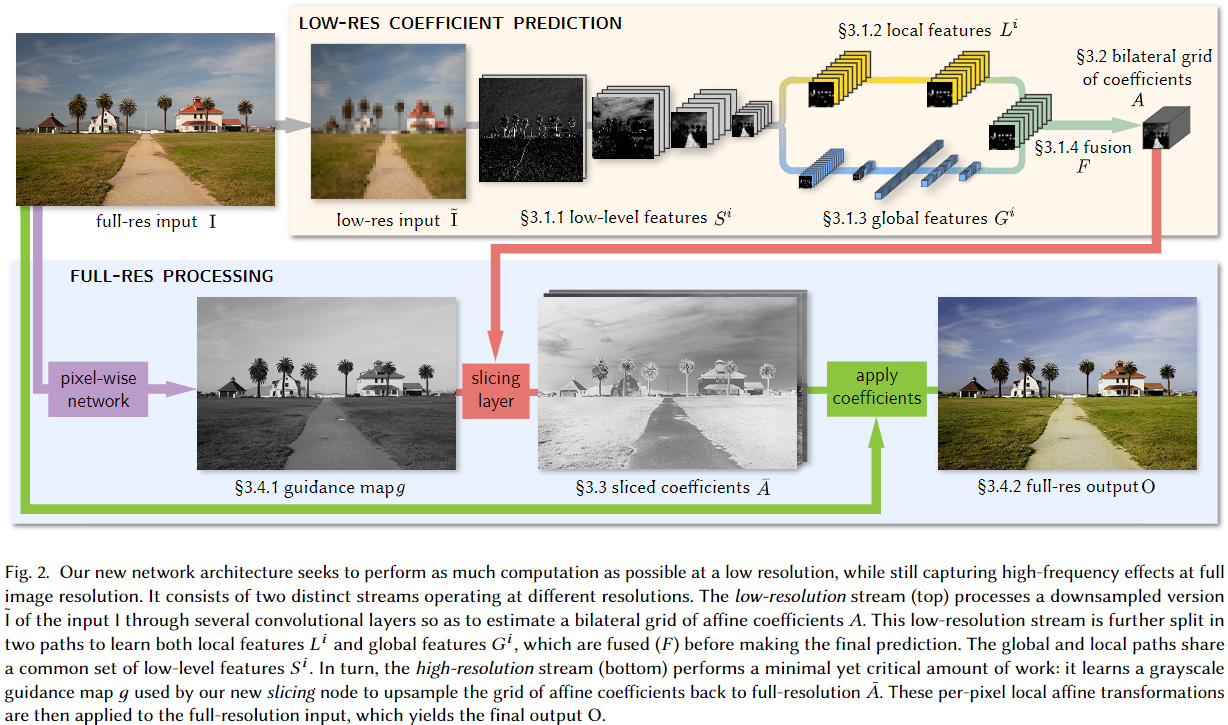 LOW-RES COEFFICIENT PREDICTION
§3.1.2 local features Lⁱ
§3.2 bilateral grid
of coefficients
A
§3.1.4 fusion
F
full-res input I
low-res input Ĩ
§3.1.1 low-level features Sⁱ
§3.1.3 global features Gⁱ
FULL-RES PROCESSING
pixel-wise
network
slicing
layer
apply
coefficients
§3.4.1 guidance map g
§3.3 sliced coefficients Ā
§3.4.2 full-res output O
Fig. 2. Our new network architecture seeks to perform as much computation as possible at a low resolution, while still capturing high-frequency effects at full
image resolution. It consists of two distinct streams operating at different resolutions. The low-resolution stream (top) processes a downsampled version
Ĩ of the input I through several convolutional layers so as to estimate a bilateral grid of affine coefficients A. This low-resolution stream is further split in
two paths to learn both local features Lⁱ and global features Gⁱ, which are fused (F) before making the final prediction. The global and local paths share
a common set of low-level features Sⁱ. In turn, the high-resolution stream (bottom) performs a minimal yet critical amount of work: it learns a grayscale
guidance map g used by our new slicing node to upsample the grid of affine coefficients back to full-resolution Ā. These per-pixel local affine transformations
are then applied to the full-resolution input, which yields the final output O.